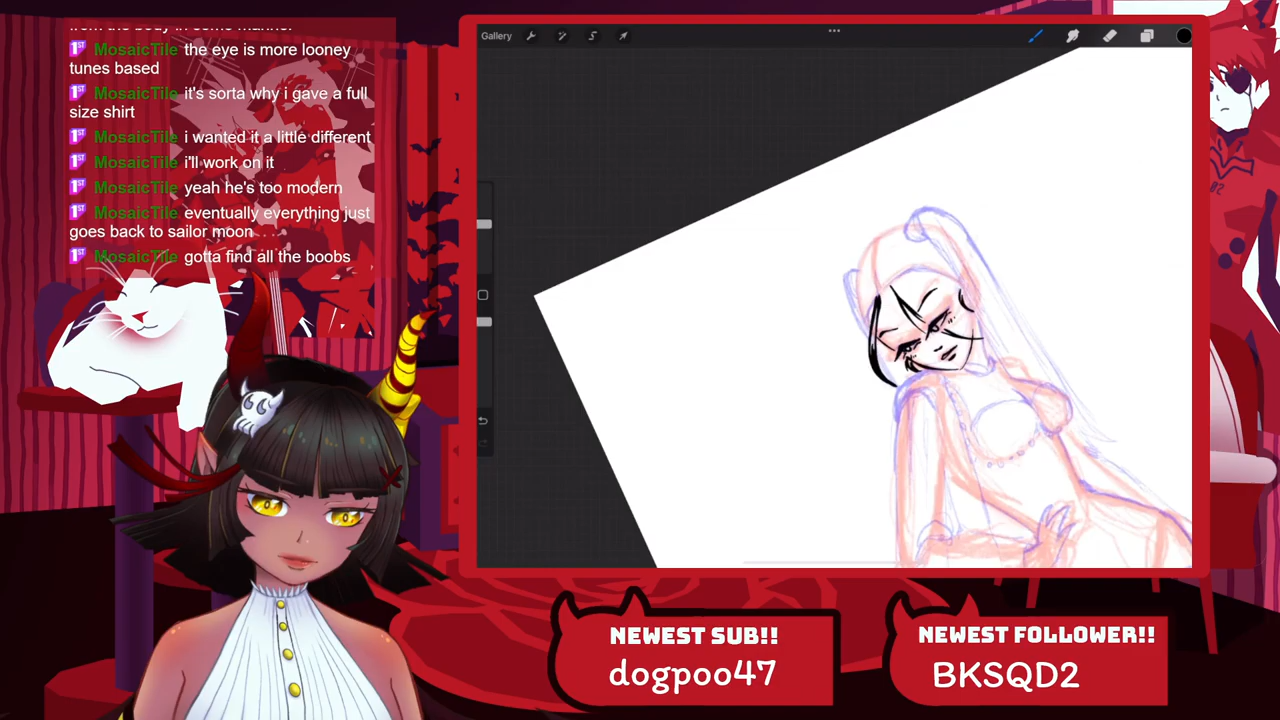 MosaicTile the eye is more looney
tunes based
MosaicTile it's sorta why i gave a full
size shirt
MosaicTile i wanted it a little different
MosaicTile i'll work on it
MosaicTile yeah he's too modern
MosaicTile eventually everything just
goes back to sailor moon
MosaicTile gotta find all the boobs
Gallery
NEWEST SUB!!
dogpoo47
NEWEST FOLLOWER!!
BKSQD2